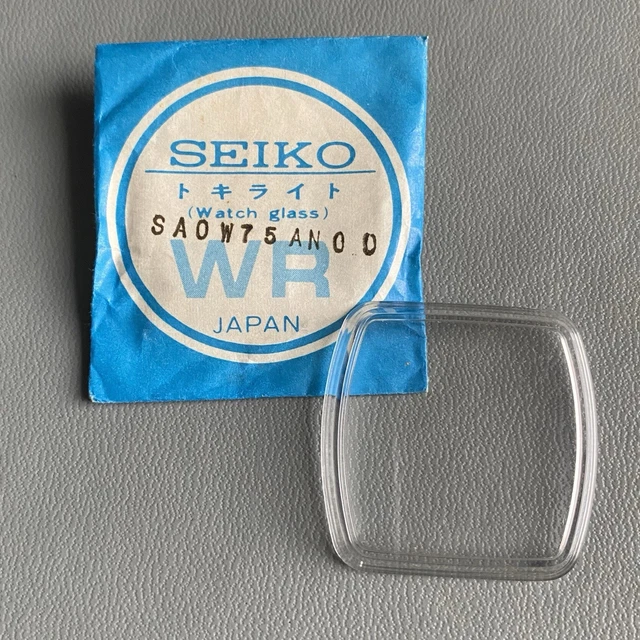 SEIKO
トキライト
(Watch glass)
SA0W75AN00
WR
JAPAN